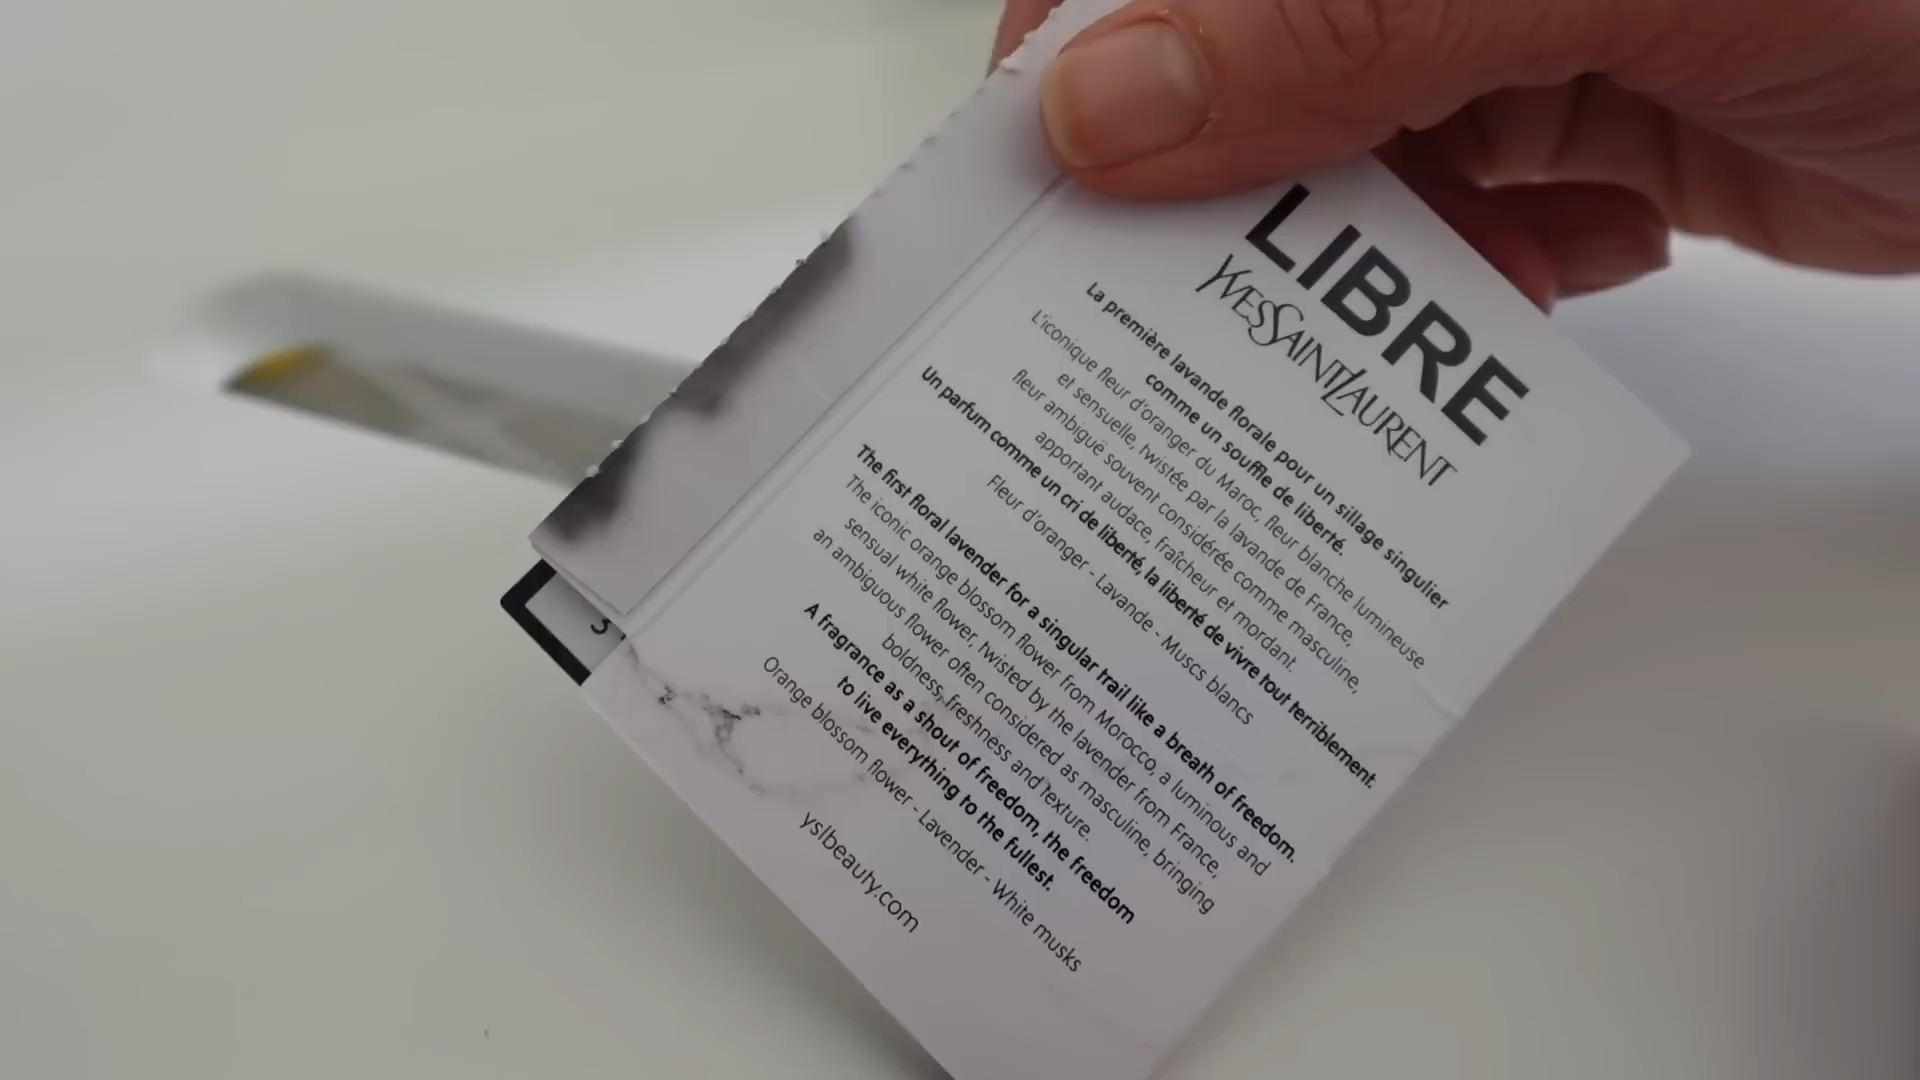 LIBRE
YVESSAINTLAURENT
La première lavande florale pour un sillage singulier
comme un souffle de liberté.
L'iconique fleur d'oranger du Maroc, fleur blanche lumineuse
et sensuelle, twistée par la lavande de France,
fleur ambiguë souvent considérée comme masculine,
apportant audace, fraîcheur et mordant.
Un parfum comme un cri de liberté, la liberté de vivre tout terriblement.
Fleur d'oranger - Lavande - Muscs blancs
The first floral lavender for a singular trail like a breath of freedom.
The iconic orange blossom flower from Morocco, a luminous and
sensual white flower, twisted by the lavender from France,
an ambiguous flower often considered as masculine, bringing
boldness, freshness and texture.
A fragrance as a shout of freedom, the freedom
to live everything to the fullest.
Orange blossom flower - Lavender - White musks
yslbeauty.com